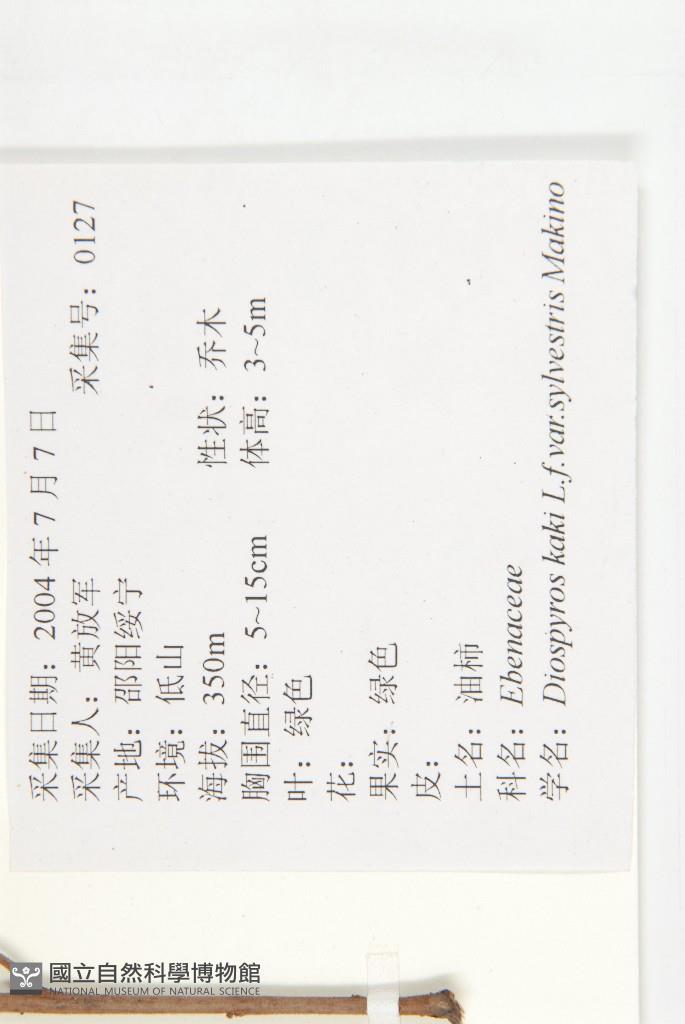 采集日期：2004 年 7 月 7 日
采集人：黄放军 采集号：0127
产地：邵阳绥宁
环境：低山
海拔：350m 性状：乔木
胸围直径：5~15cm 体高：3~5m
叶：绿色
花：
果实：绿色
皮：
土名：油柿
科名：Ebenaceae
学名：Diospyros kaki L.f.var.sylvestris Makino
國立自然科學博物館
NATIONAL MUSEUM OF NATURAL SCIENCE